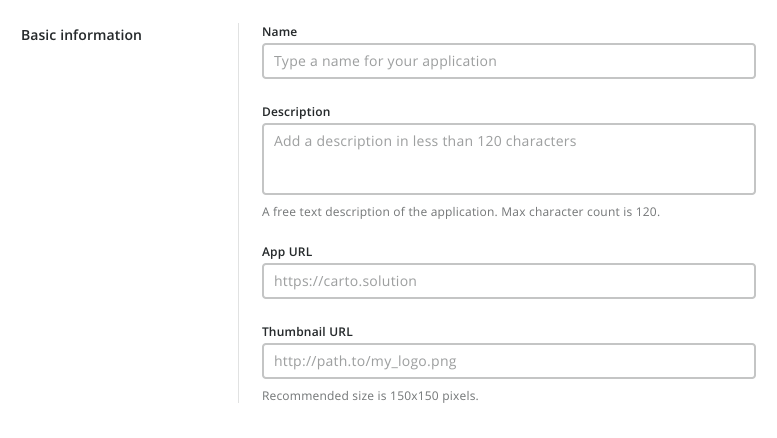 Basic information
Name
Type a name for your application
Description
Add a description in less than 120 characters
A free text description of the application. Max character count is 120.
App URL
https://carto.solution
Thumbnail URL
http://path.to/my_logo.png
Recommended size is 150x150 pixels.